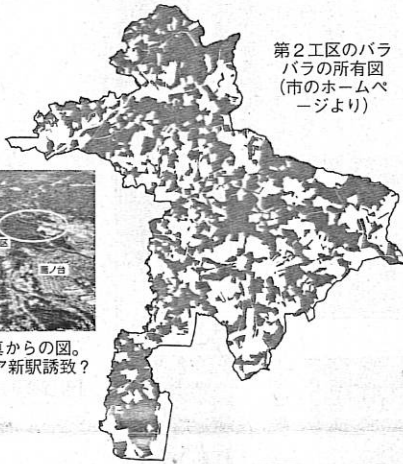 第2工区のバラ
バラの所有図
(市のホームペ
ージより)
区
鷹ノ台
真からの図。
ア新駅誘致？